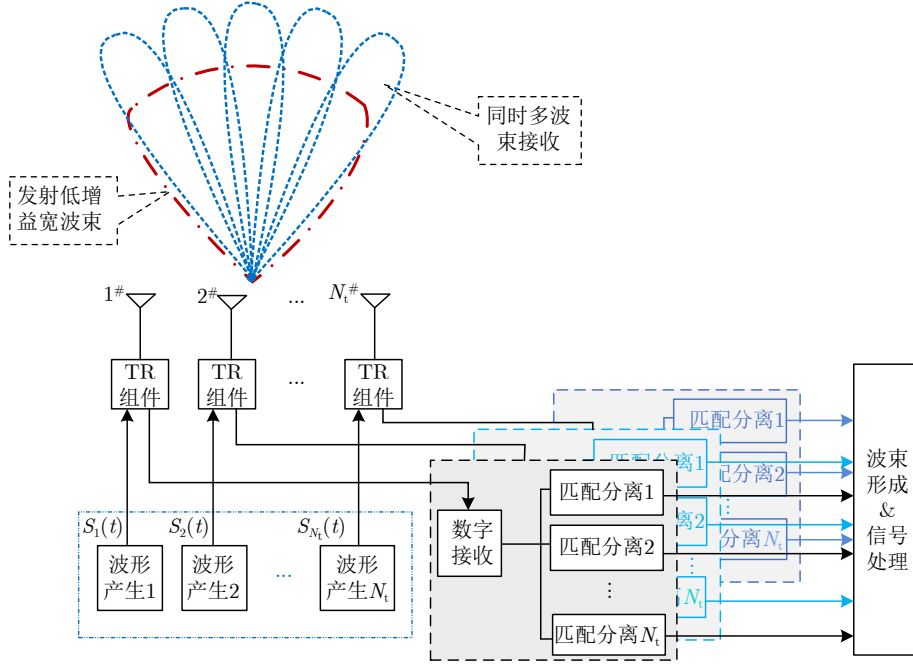 同时多波
束接收
发射低增
益宽波束
1#
2#
...
Nt#
TR
组件
TR
组件
...
TR
组件
匹配分离1
匹配分离1
匹配分离2
离2
分离Nt
Nt
匹配分离1
匹配分离2
⋮
匹配分离Nt
数字
接收
波束
形成
&
信号
处理
S1(t)
S2(t)
SNt(t)
波形
产生1
波形
产生2
...
波形
产生Nt